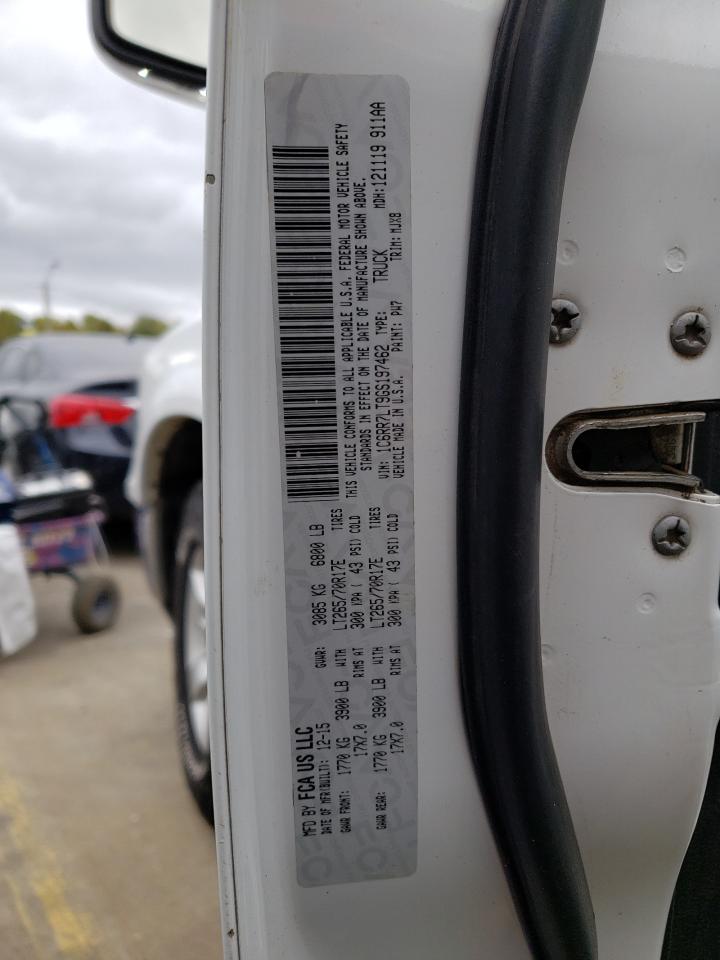 MFD BY FCA US LLC
DATE OF MFR(BUILT): 12-15 GVWR: 3085 KG 6800 LB
GAWR FRONT: 1770 KG 3900 LB WITH LT265/70R17E TIRES
17X7.0 RIMS AT 300 KPA ( 43 PSI) COLD
GAWR REAR: 1770 KG 3900 LB WITH LT265/70R17E TIRES
17X7.0 RIMS AT 300 KPA ( 43 PSI) COLD
THIS VEHICLE CONFORMS TO ALL APPLICABLE U.S.A. FEDERAL MOTOR VEHICLE SAFETY
STANDARDS IN EFFECT ON THE DATE OF MANUFACTURE SHOWN ABOVE.
VIN: 1C6RR7LT9GS197462 TYPE: TRUCK MDH: 121119 911AA
VEHICLE MADE IN U.S.A. PAINT: PW7 TRIM: MJX8